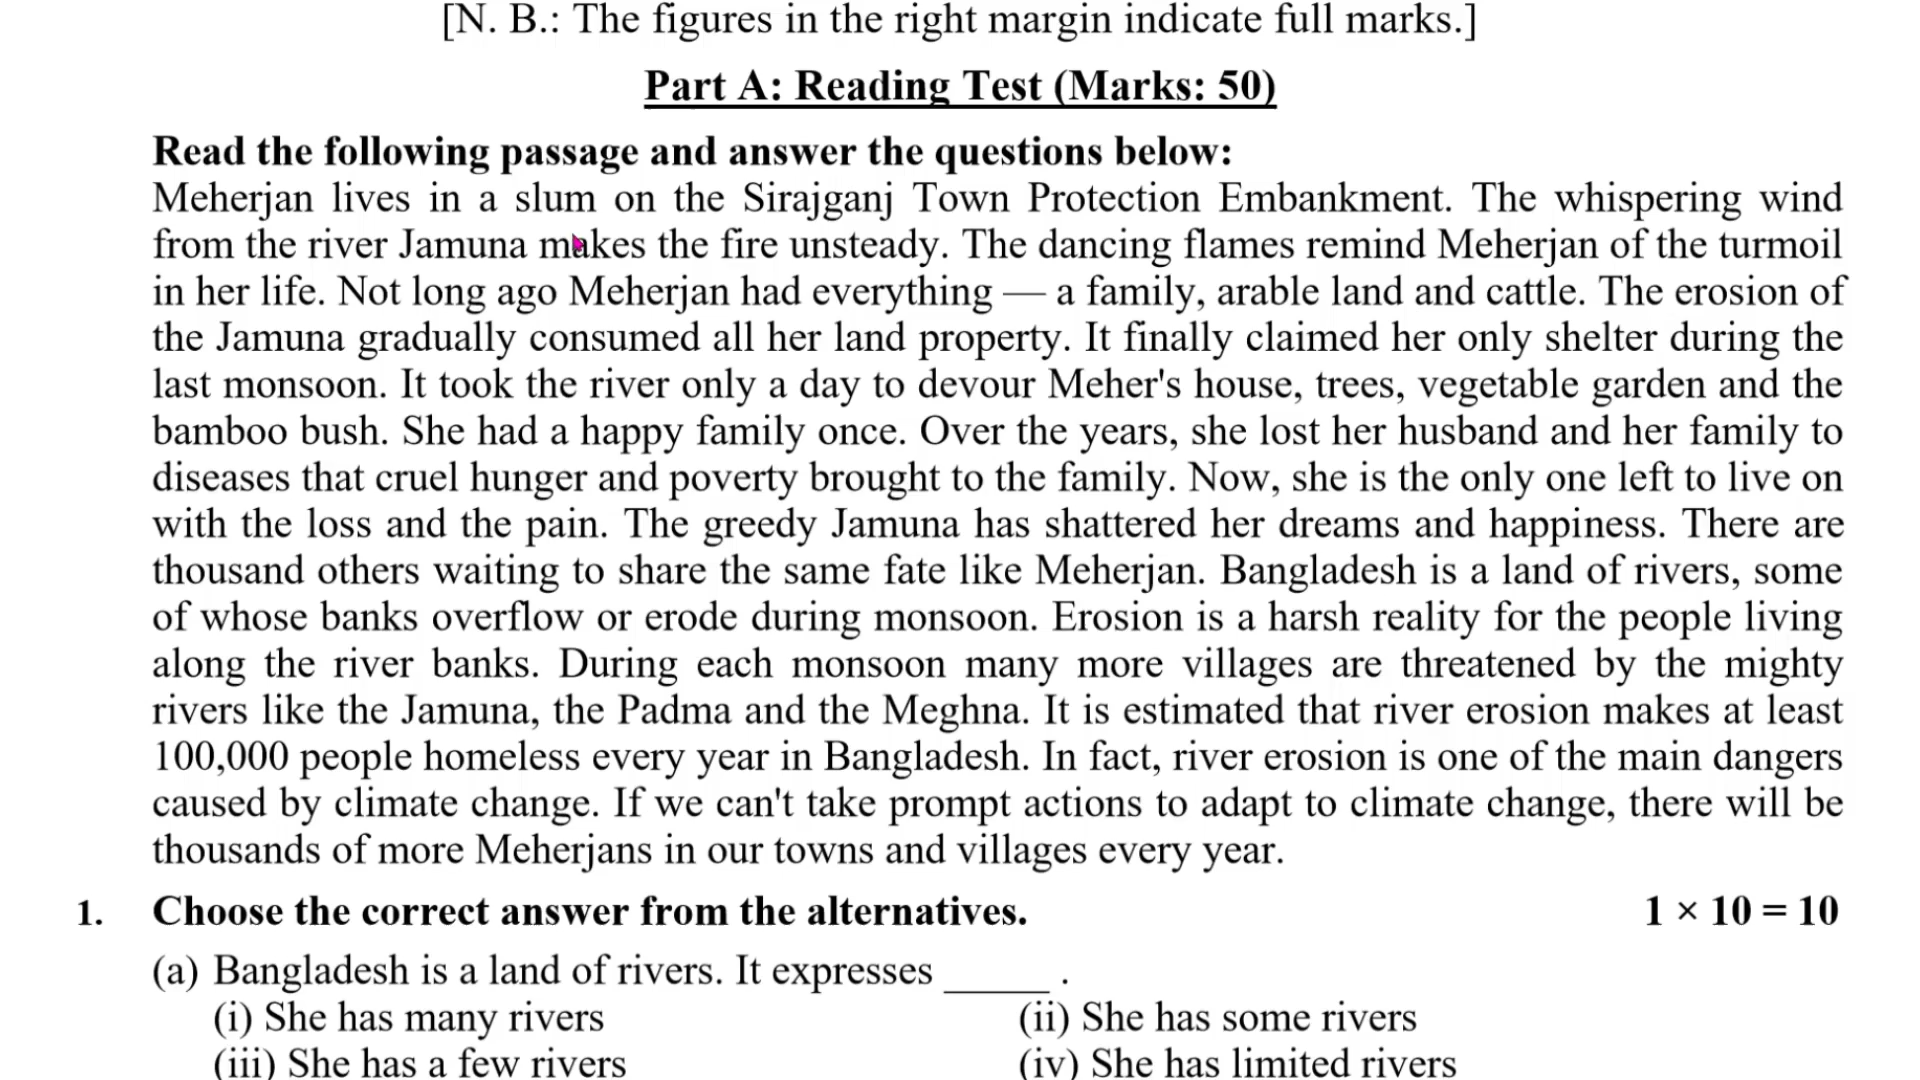 [N. B.: The figures in the right margin indicate full marks.]
Part A: Reading Test (Marks: 50)
Read the following passage and answer the questions below:
Meherjan lives in a slum on the Sirajganj Town Protection Embankment. The whispering wind
from the river Jamuna makes the fire unsteady. The dancing flames remind Meherjan of the turmoil
in her life. Not long ago Meherjan had everything — a family, arable land and cattle. The erosion of
the Jamuna gradually consumed all her land property. It finally claimed her only shelter during the
last monsoon. It took the river only a day to devour Meher's house, trees, vegetable garden and the
bamboo bush. She had a happy family once. Over the years, she lost her husband and her family to
diseases that cruel hunger and poverty brought to the family. Now, she is the only one left to live on
with the loss and the pain. The greedy Jamuna has shattered her dreams and happiness. There are
thousand others waiting to share the same fate like Meherjan. Bangladesh is a land of rivers, some
of whose banks overflow or erode during monsoon. Erosion is a harsh reality for the people living
along the river banks. During each monsoon many more villages are threatened by the mighty
rivers like the Jamuna, the Padma and the Meghna. It is estimated that river erosion makes at least
100,000 people homeless every year in Bangladesh. In fact, river erosion is one of the main dangers
caused by climate change. If we can't take prompt actions to adapt to climate change, there will be
thousands of more Meherjans in our towns and villages every year.
1. Choose the correct answer from the alternatives. 1 × 10 = 10
(a) Bangladesh is a land of rivers. It expresses _____ .
(i) She has many rivers (ii) She has some rivers
(iii) She has a few rivers (iv) She has limited rivers